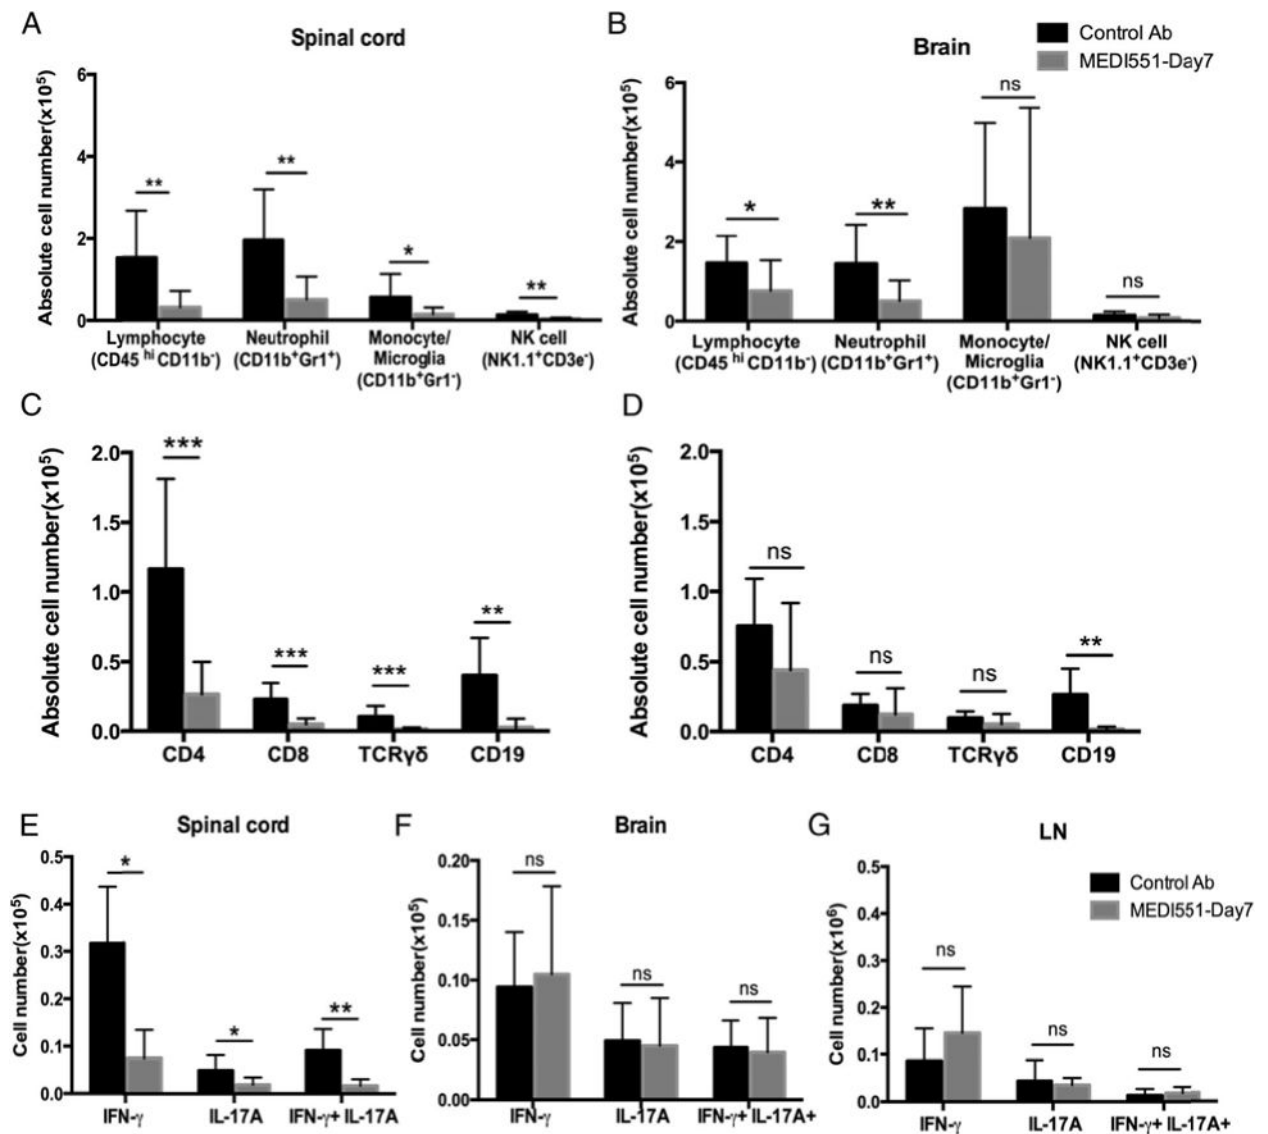 A
Spinal cord
Absolute cell number(x10⁵)
6
4
2
0
**
**
*
**
Lymphocyte
(CD45 ʰⁱ CD11b⁻)
Neutrophil
(CD11b⁺Gr1⁺)
Monocyte/
Microglia
(CD11b⁺Gr1⁻)
NK cell
(NK1.1⁺CD3e⁻)
B
Brain
Control Ab
MEDI551-Day7
Absolute cell number(x10⁵)
6
4
2
0
*
**
ns
ns
Lymphocyte
(CD45 ʰⁱ CD11b⁻)
Neutrophil
(CD11b⁺Gr1⁺)
Monocyte/
Microglia
(CD11b⁺Gr1⁻)
NK cell
(NK1.1⁺CD3e⁻)
C
Absolute cell number(x10⁵)
2.0
1.5
1.0
0.5
0.0
***
***
***
**
CD4
CD8
TCRγδ
CD19
D
Absolute cell number(x10⁵)
2.0
1.5
1.0
0.5
0.0
ns
ns
ns
**
CD4
CD8
TCRγδ
CD19
E
Spinal cord
Cell number(x10⁵)
0.5
0.4
0.3
0.2
0.1
0.0
*
*
**
IFN-γ
IL-17A
IFN-γ+ IL-17A
F
Brain
Cell number(x10⁵)
0.20
0.15
0.10
0.05
0.00
ns
ns
ns
IFN-γ
IL-17A
IFN-γ+ IL-17A+
G
LN
Control Ab
MEDI551-Day7
Cell number(x10⁶)
0.5
0.4
0.3
0.2
0.1
0.0
ns
ns
ns
IFN-γ
IL-17A
IFN-γ+ IL-17A+